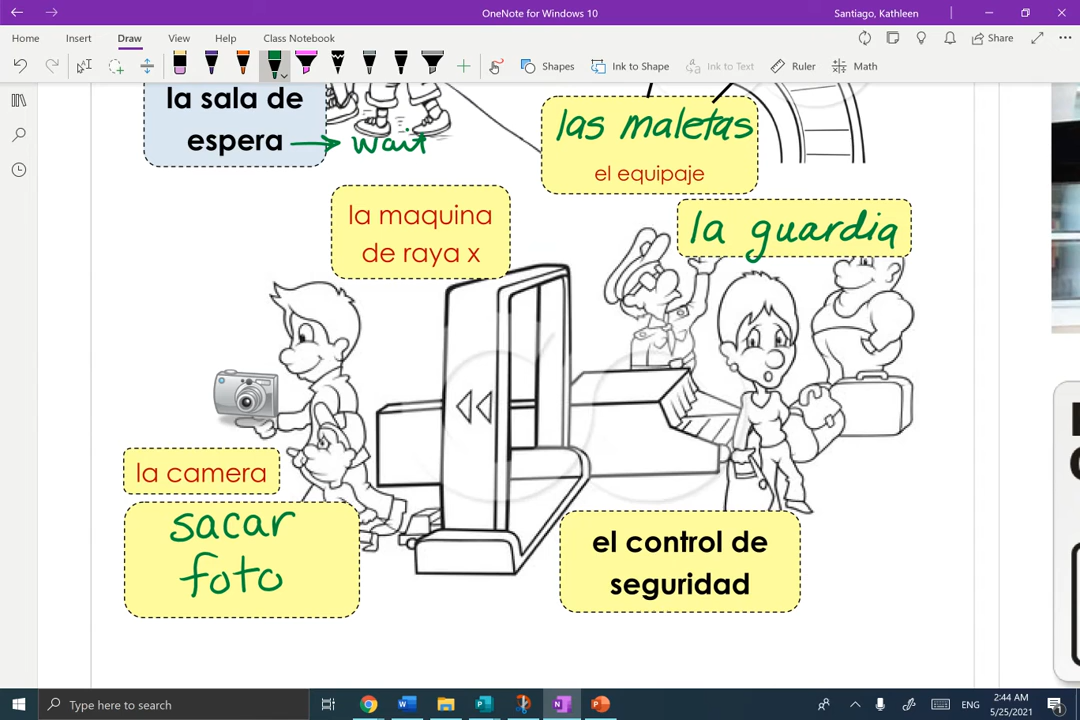 OneNote for Windows 10
Santiago, Kathleen
Home Insert Draw View Help Class Notebook
Share
Shapes Ink to Shape Ink to Text Ruler Math
la sala de
espera → wait
las maletas
el equipaje
la maquina
de raya x
la guardia
la camera
sacar
foto
el control de
seguridad
Type here to search
ENG
2:44 AM
5/25/2021